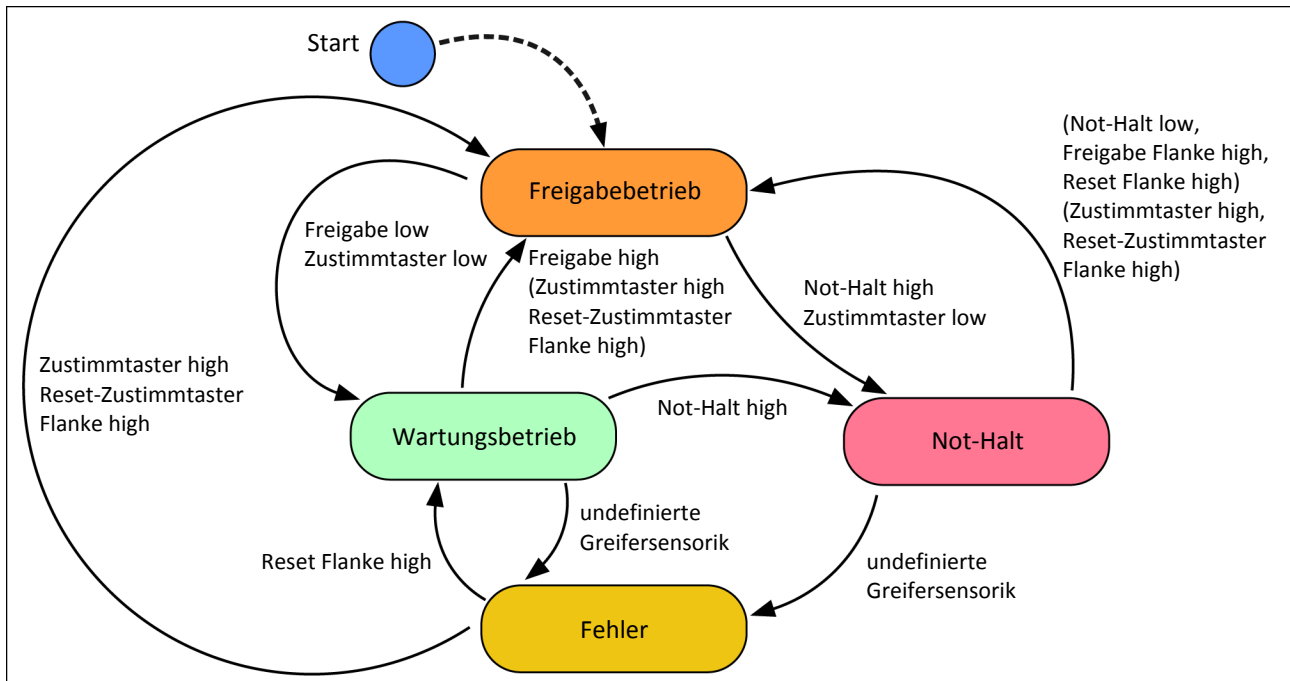 Start
(Not-Halt low,
Freigabe Flanke high,
Reset Flanke high)
(Zustimmtaster high,
Reset-Zustimmtaster
Flanke high)
Freigabebetrieb
Freigabe low
Zustimmtaster low
Freigabe high
(Zustimmtaster high
Reset-Zustimmtaster
Flanke high)
Not-Halt high
Zustimmtaster low
Zustimmtaster high
Reset-Zustimmtaster
Flanke high
Not-Halt high
Wartungsbetrieb
Not-Halt
undefinierte
Greifersensorik
Reset Flanke high
undefinierte
Greifersensorik
Fehler